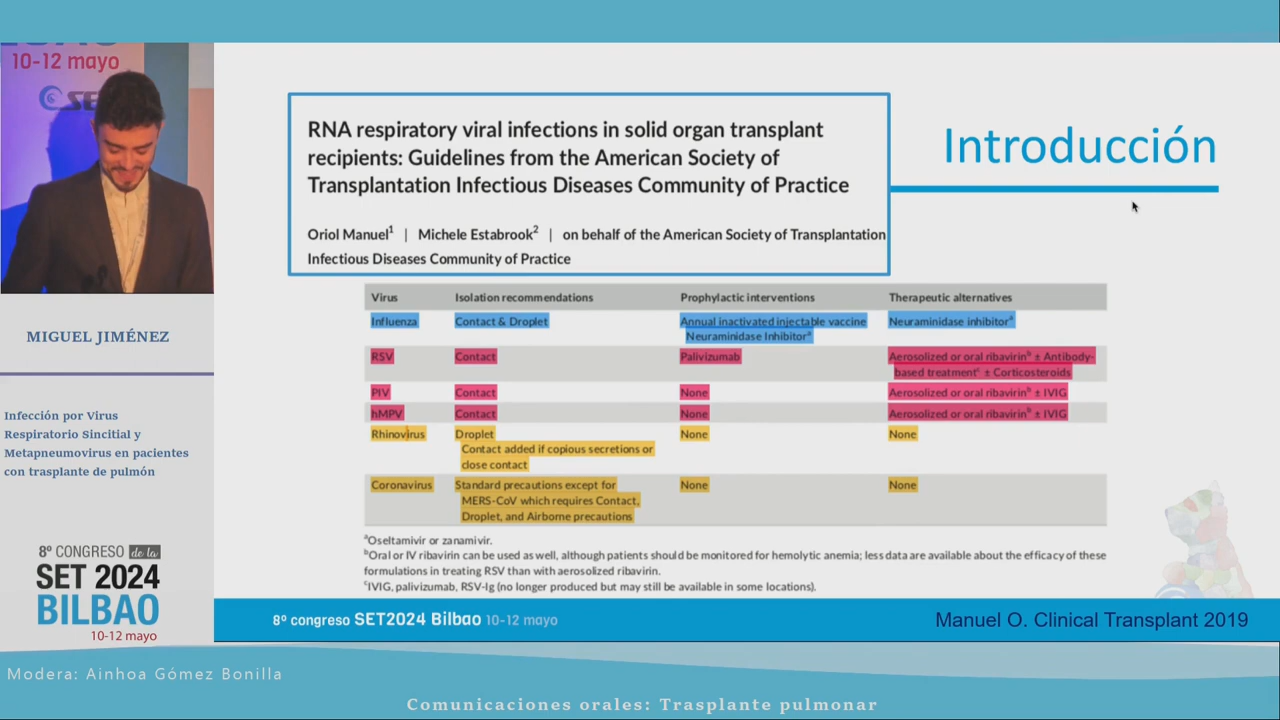 10-12 mayo
MIGUEL JIMÉNEZ
Infección por Virus
Respiratorio Sincitial y
Metapneumovirus en pacientes
con trasplante de pulmón
8º CONGRESO de la
SET 2024
BILBAO
10-12 mayo
RNA respiratory viral infections in solid organ transplant
recipients: Guidelines from the American Society of
Transplantation Infectious Diseases Community of Practice
Oriol Manuel1 | Michele Estabrook2 | on behalf of the American Society of Transplantation
Infectious Diseases Community of Practice
Introducción
Virus Isolation recommendations Prophylactic interventions Therapeutic alternatives
Influenza Contact & Droplet Annual inactivated injectable vaccine Neuraminidase inhibitora
Neuraminidase Inhibitora
RSV Contact Palivizumab Aerosolized or oral ribavirinb ± Antibody-
based treatmentc ± Corticosteroids
PIV Contact None Aerosolized or oral ribavirinb ± IVIG
hMPV Contact None Aerosolized or oral ribavirinb ± IVIG
Rhinovirus Droplet None None
Contact added if copious secretions or
close contact
Coronavirus Standard precautions except for None None
MERS-CoV which requires Contact,
Droplet, and Airborne precautions
aOseltamivir or zanamivir.
bOral or IV ribavirin can be used as well, although patients should be monitored for hemolytic anemia; less data are available about the efficacy of these
formulations in treating RSV than with aerosolized ribavirin.
cIVIG, palivizumab, RSV-Ig (no longer produced but may still be available in some locations).
8º congreso SET2024 Bilbao 10-12 mayo
Manuel O. Clinical Transplant 2019
Modera: Ainhoa Gómez Bonilla
Comunicaciones orales: Trasplante pulmonar